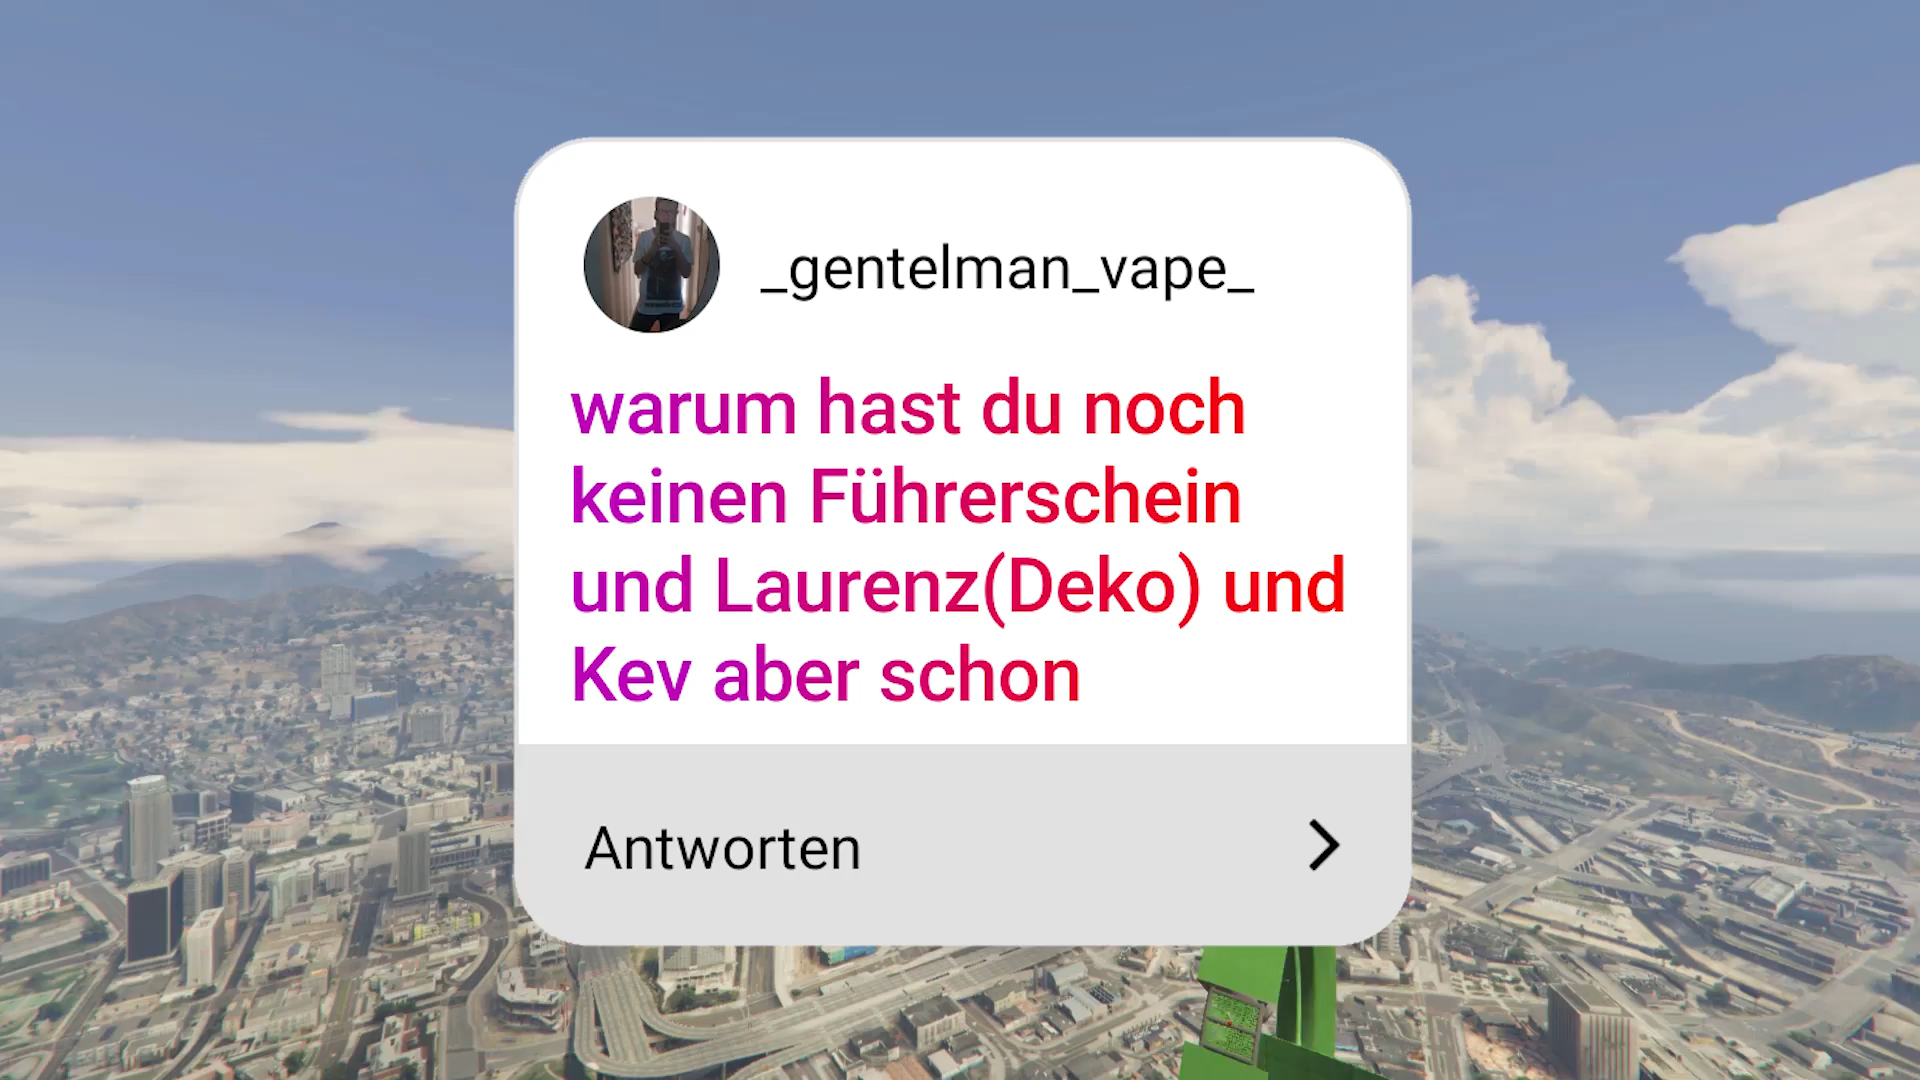 _gentelman_vape_
warum hast du noch
keinen Führerschein
und Laurenz(Deko) und
Kev aber schon
Antworten